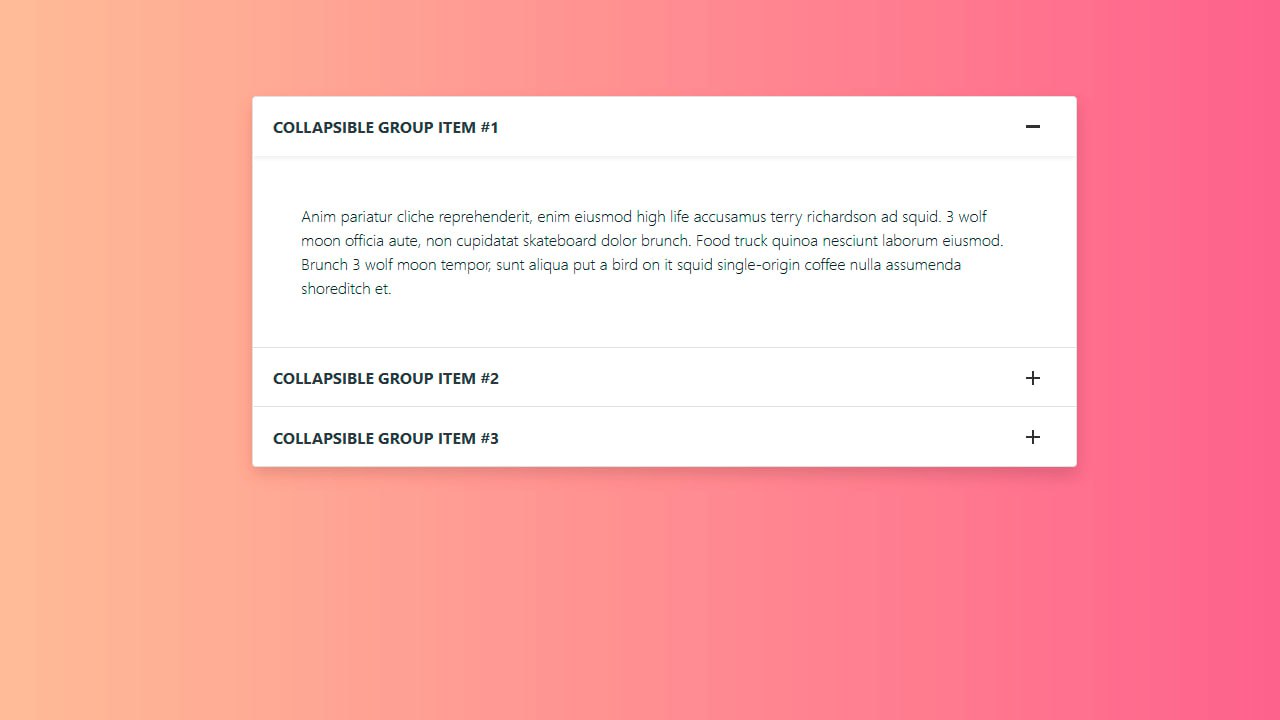 COLLAPSIBLE GROUP ITEM #1
Anim pariatur cliche reprehenderit, enim eiusmod high life accusamus terry richardson ad squid. 3 wolf
moon officia aute, non cupidatat skateboard dolor brunch. Food truck quinoa nesciunt laborum eiusmod.
Brunch 3 wolf moon tempor, sunt aliqua put a bird on it squid single-origin coffee nulla assumenda
shoreditch et.
COLLAPSIBLE GROUP ITEM #2
COLLAPSIBLE GROUP ITEM #3